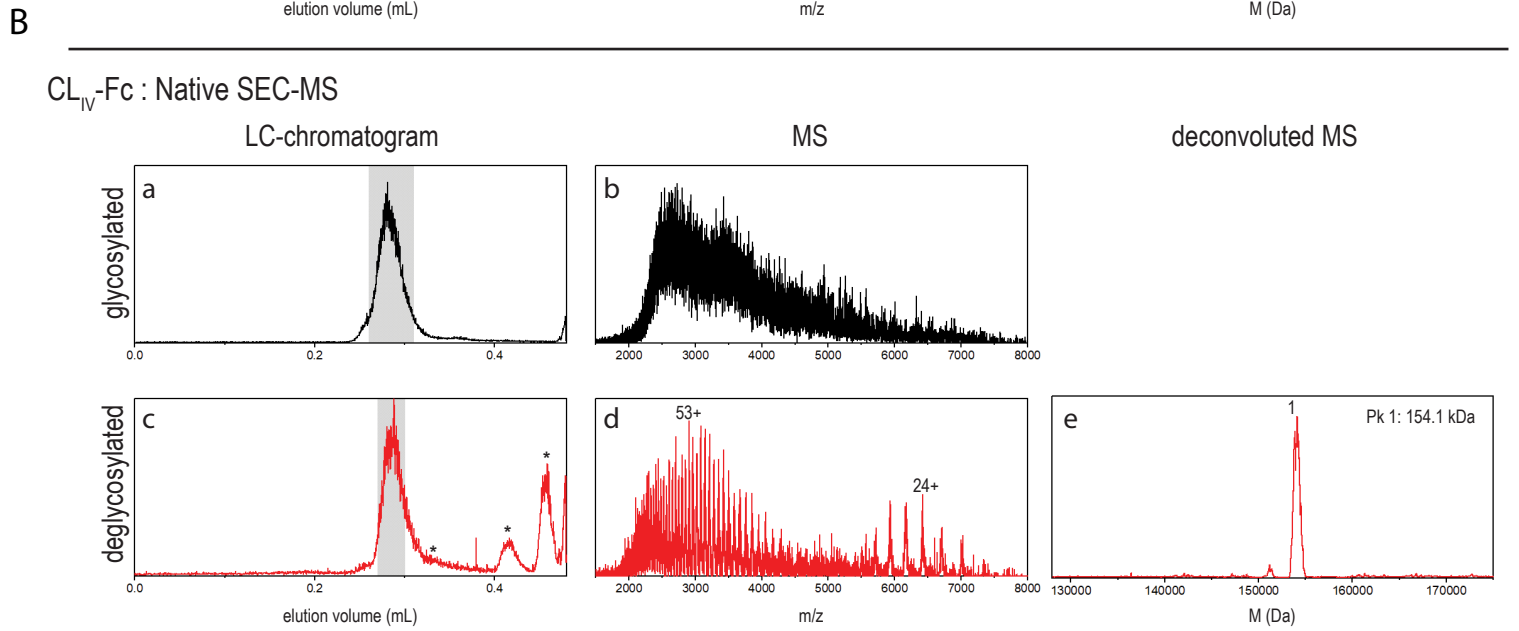 elution volume (mL) m/z M (Da)
B
CL_IV-Fc : Native SEC-MS
LC-chromatogram MS deconvoluted MS
glycosylated
a
0.0 0.2 0.4
b
2000 3000 4000 5000 6000 7000 8000
deglycosylated
c
* * *
0.0 0.2 0.4
elution volume (mL)
d
53+
24+
2000 3000 4000 5000 6000 7000 8000
m/z
e
1
Pk 1: 154.1 kDa
130000 140000 150000 160000 170000
M (Da)